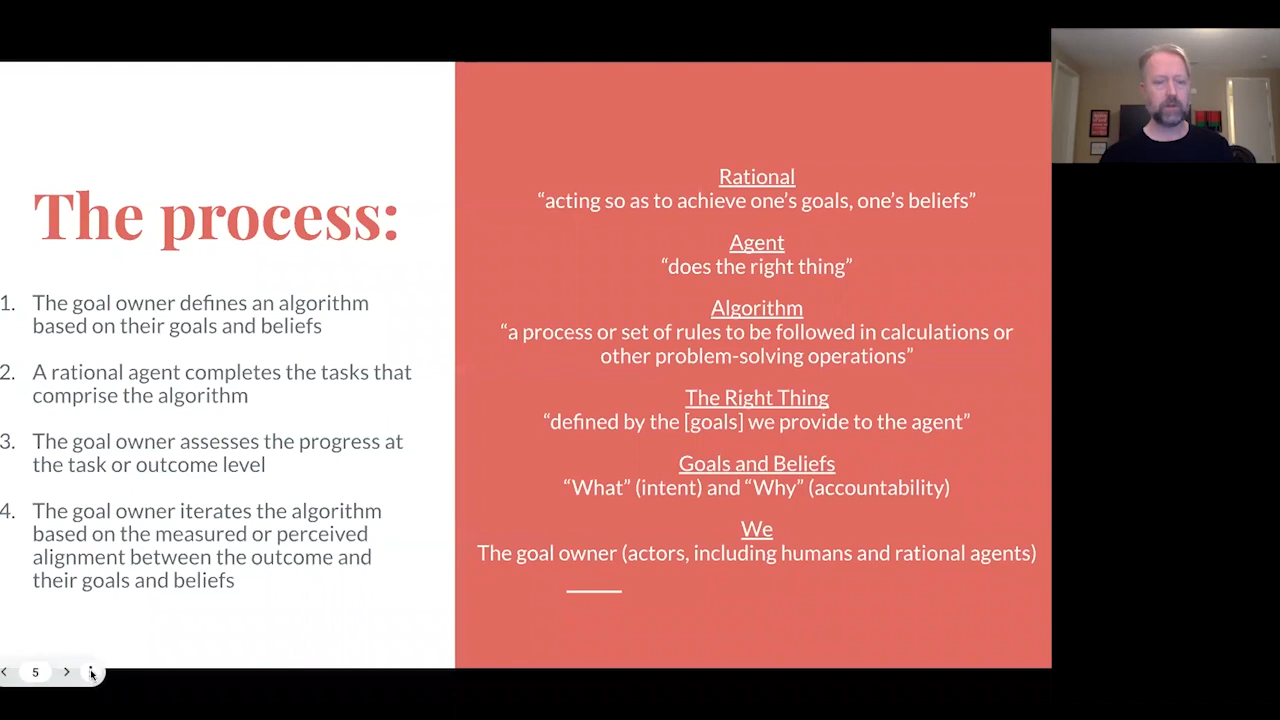 The process:
1. The goal owner defines an algorithm
based on their goals and beliefs
2. A rational agent completes the tasks that
comprise the algorithm
3. The goal owner assesses the progress at
the task or outcome level
4. The goal owner iterates the algorithm
based on the measured or perceived
alignment between the outcome and
their goals and beliefs
Rational
“acting so as to achieve one’s goals, one’s beliefs”
Agent
“does the right thing”
Algorithm
“a process or set of rules to be followed in calculations or
other problem-solving operations”
The Right Thing
“defined by the [goals] we provide to the agent”
Goals and Beliefs
“What” (intent) and “Why” (accountability)
We
The goal owner (actors, including humans and rational agents)
5